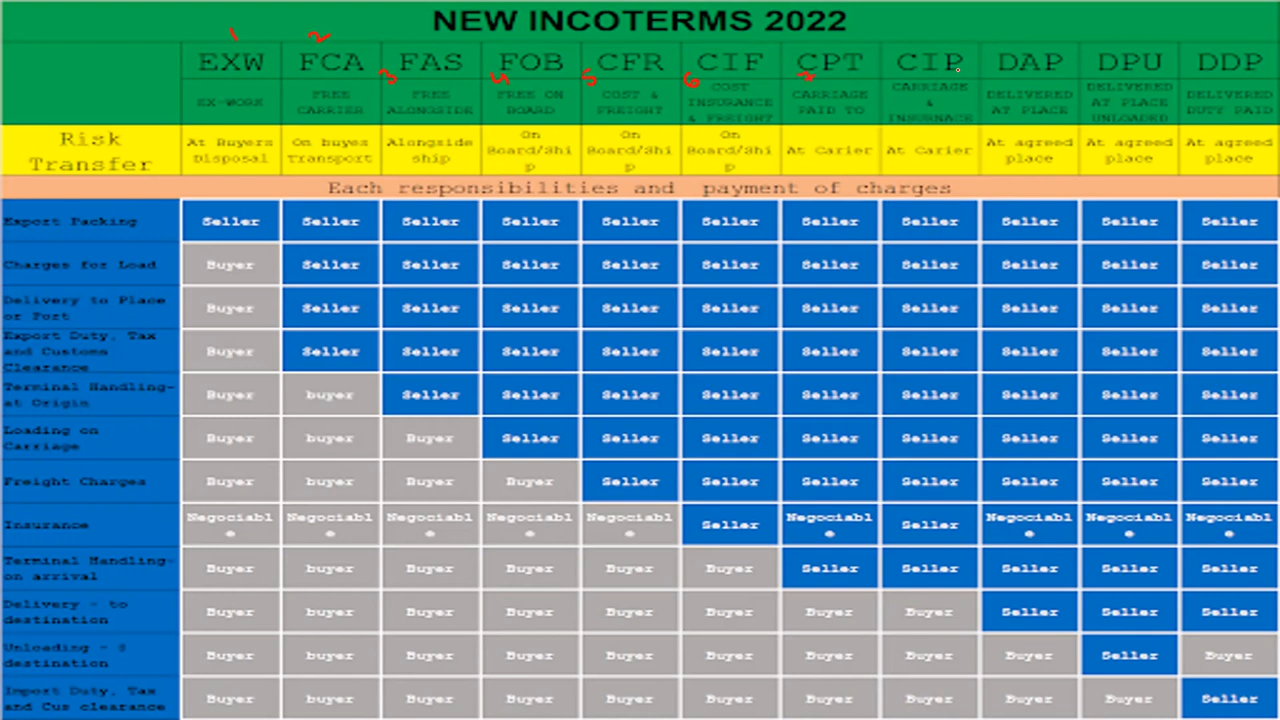 NEW INCOTERMS 2022
1 2
EXW FCA FAS FOB CFR CIF CPT CIP DAP DPU DDP
3 4 5 6 7
EX-WORK FREE CARRIER FREE ALONGSIDE FREE ON BOARD COST & FREIGHT COST INSURANCE & FREIGHT CARRIAGE PAID TO CARRIAGE & INSURNACE DELIVERED AT PLACE DELIVERED AT PLACE UNLOADED DELIVERED DUTY PAID
Risk Transfer At Buyers Disposal On buyes Transport Alongside ship On Board/Ship On Board/Ship On Board/Ship At Carier At Carier At agreed place At agreed place At agreed place
Each responsibilities and payment of charges
Export Packing Seller Seller Seller Seller Seller Seller Seller Seller Seller Seller Seller
Charges for Load Buyer Seller Seller Seller Seller Seller Seller Seller Seller Seller Seller
Delivery to Place or Port Buyer Seller Seller Seller Seller Seller Seller Seller Seller Seller Seller
Export Duty, Tax and Customs Clearance Buyer Seller Seller Seller Seller Seller Seller Seller Seller Seller Seller
Terminal Handling- at Origin Buyer buyer Seller Seller Seller Seller Seller Seller Seller Seller Seller
Loading on Carriage Buyer buyer Buyer Seller Seller Seller Seller Seller Seller Seller Seller
Freight Charges Buyer buyer Buyer Buyer Seller Seller Seller Seller Seller Seller Seller
Insurance Negociable Negociable Negociable Negociable Negociable Seller Negociable Seller Negociable Negociable Negociable
Terminal Handling- on arrival Buyer buyer Buyer Buyer Buyer Buyer Seller Seller Seller Seller Seller
Delivery - to destination Buyer buyer Buyer Buyer Buyer Buyer Buyer Buyer Seller Seller Seller
Unloading - @ destination Buyer buyer Buyer Buyer Buyer Buyer Buyer Buyer Buyer Seller Buyer
Import Duty, Tax and Cus clearance Buyer buyer Buyer Buyer Buyer Buyer Buyer Buyer Buyer Buyer Seller